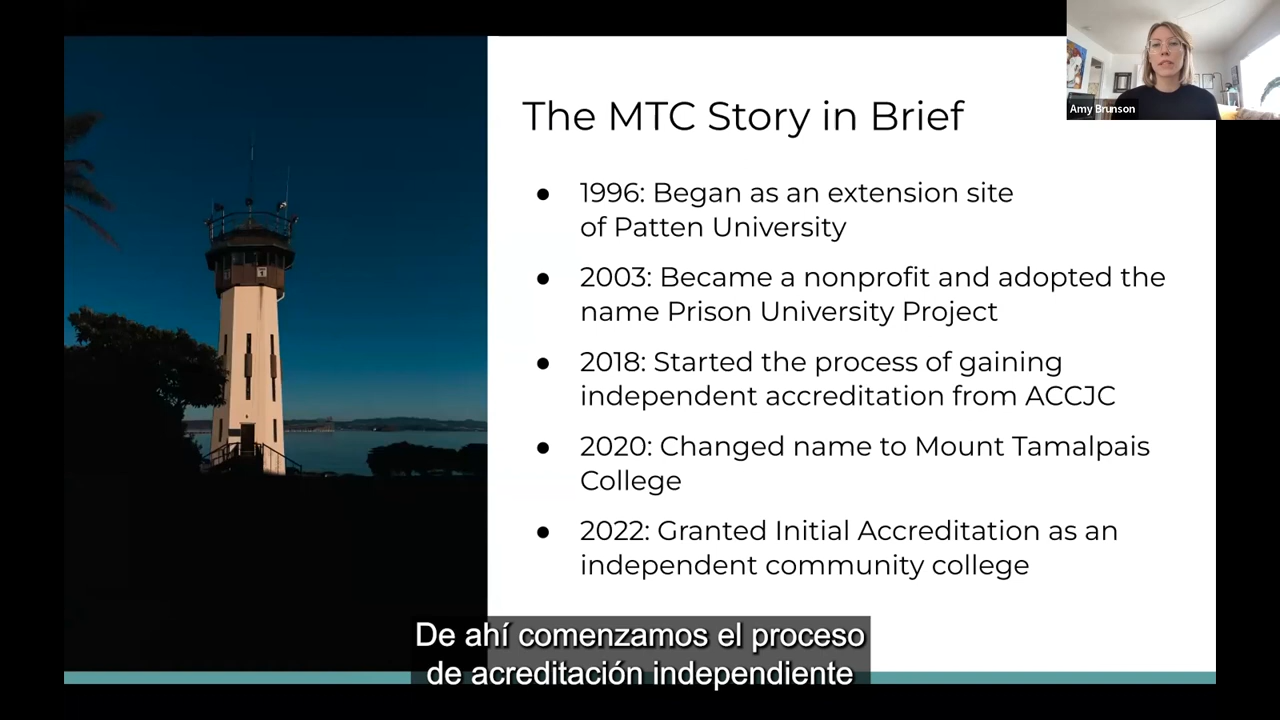 Amy Brunson
The MTC Story in Brief
● 1996: Began as an extension site
of Patten University
● 2003: Became a nonprofit and adopted the
name Prison University Project
● 2018: Started the process of gaining
independent accreditation from ACCJC
● 2020: Changed name to Mount Tamalpais
College
● 2022: Granted Initial Accreditation as an
independent community college
De ahí comenzamos el proceso
de acreditación independiente